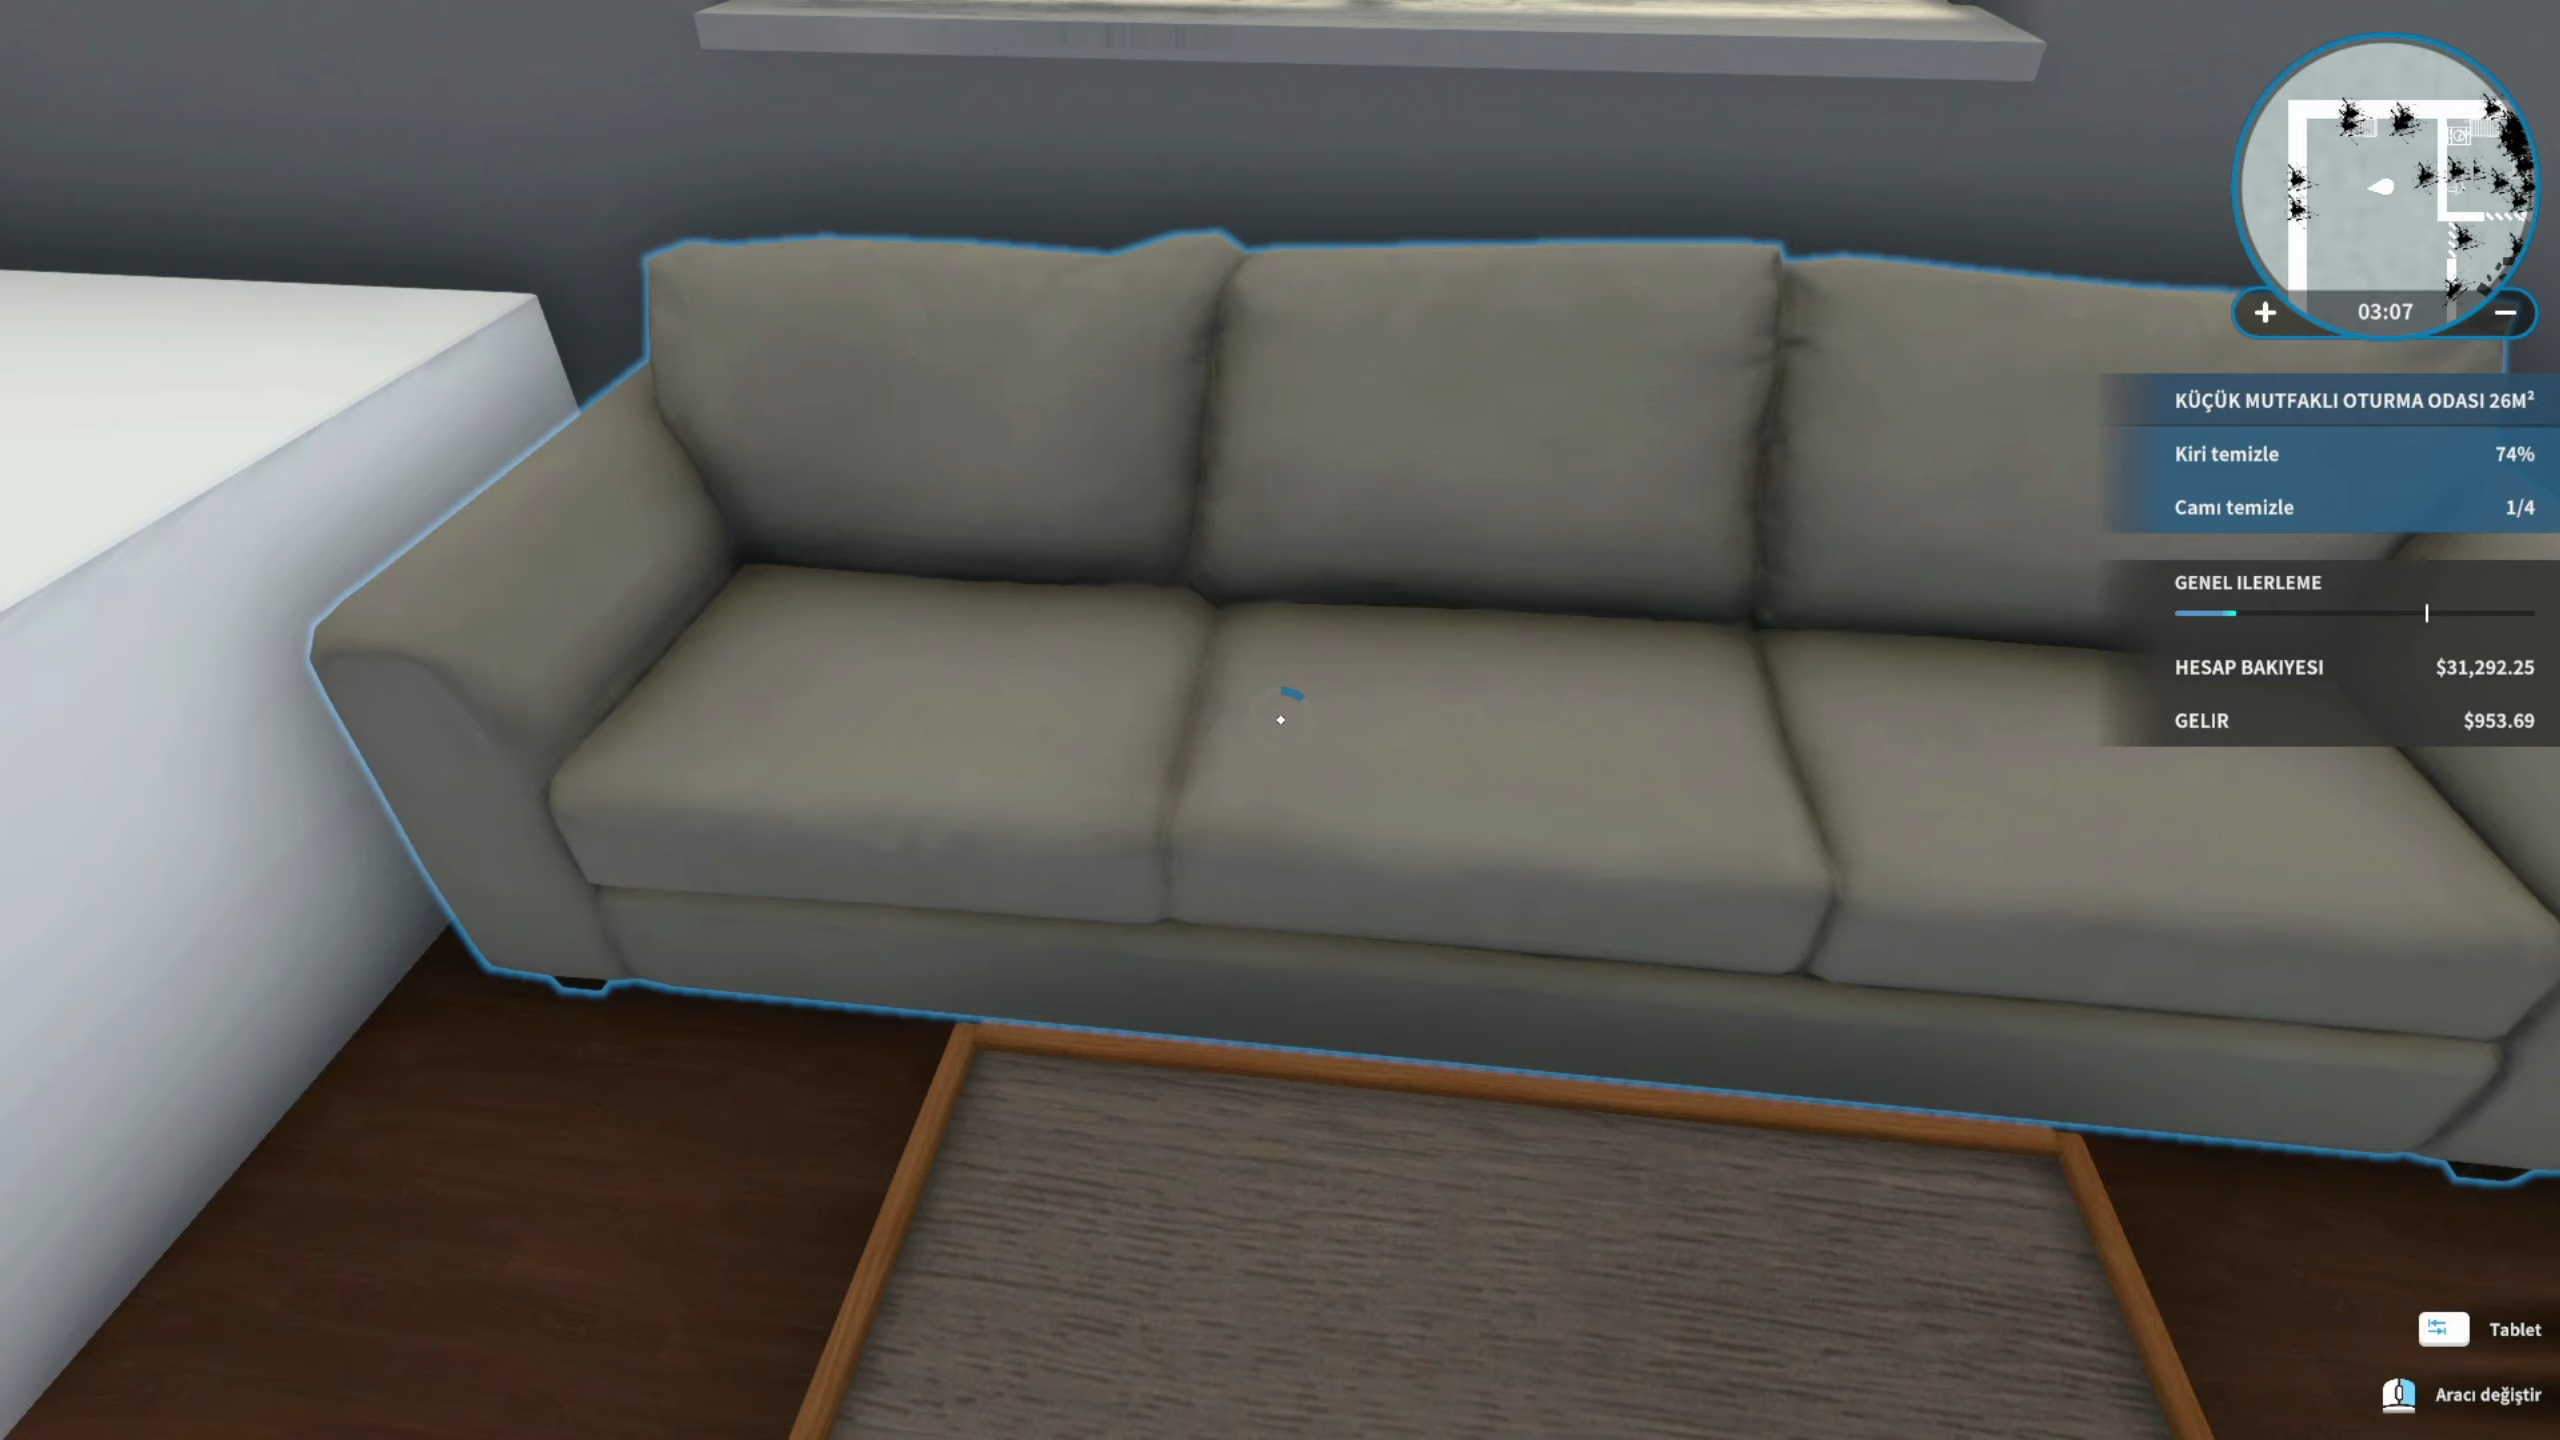 03:07
KÜÇÜK MUTFAKLI OTURMA ODASI 26M²
Kiri temizle 74%
Camı temizle 1/4
GENEL ILERLEME
HESAP BAKIYESI $31,292.25
GELIR $953.69
Tablet
Aracı değiştir